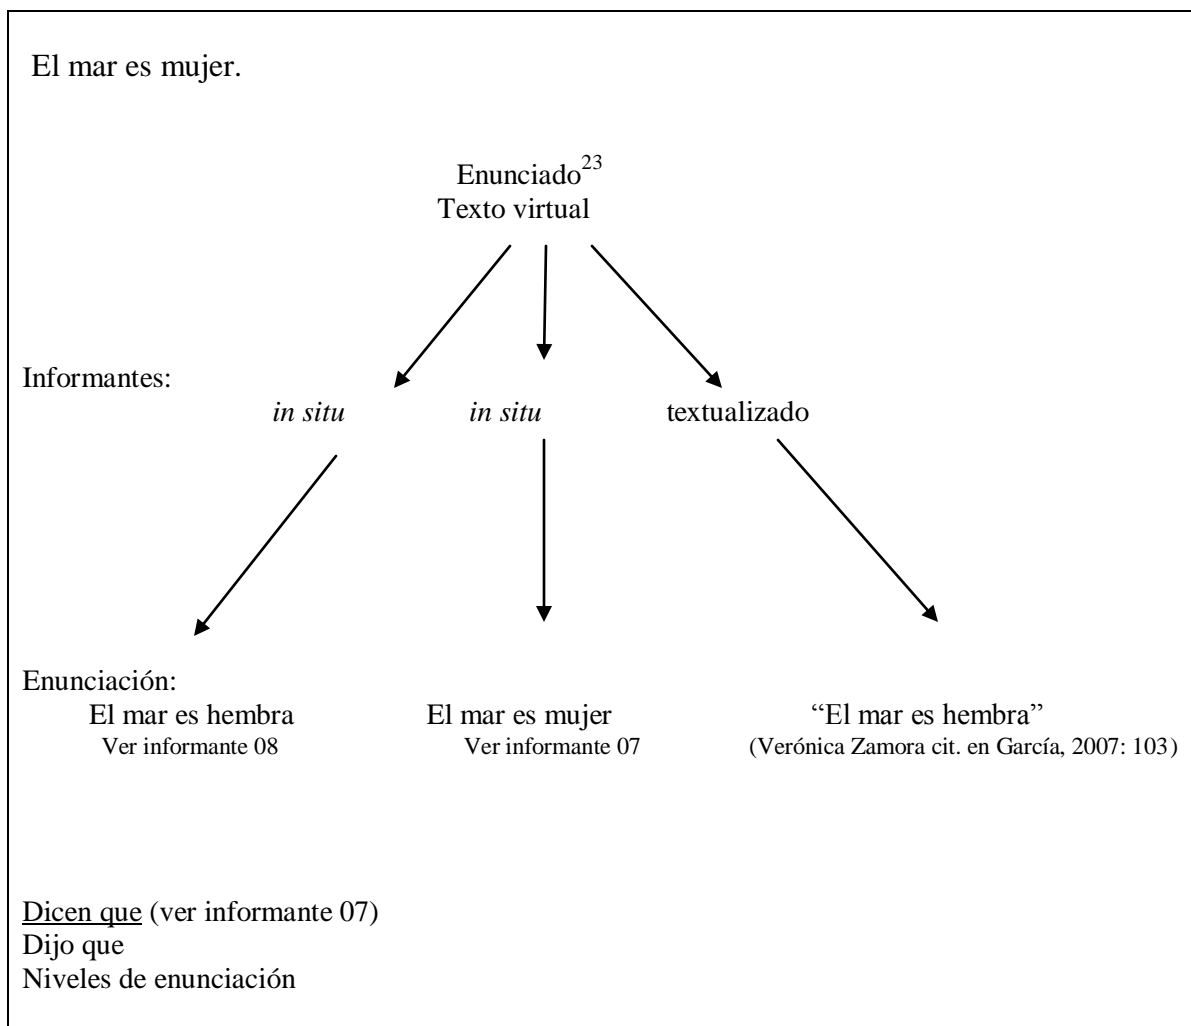 El mar es mujer.
Enunciado23
Texto virtual
Informantes:
in situ in situ textualizado
Enunciación:
El mar es hembra El mar es mujer “El mar es hembra”
Ver informante 08 Ver informante 07 (Verónica Zamora cit. en García, 2007: 103)
Dicen que (ver informante 07)
Dijo que
Niveles de enunciación